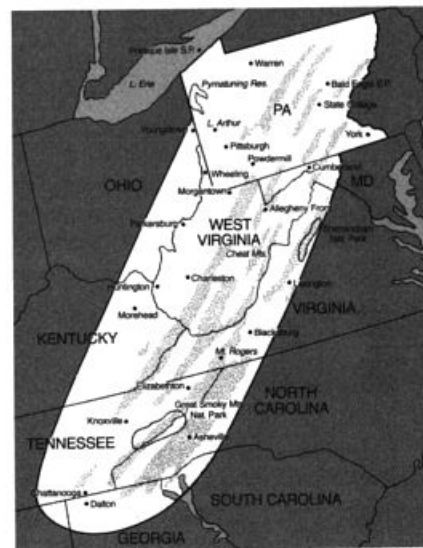 Presque Isle S.P.
Warren
L. Erie
Pymatuning Res.
Bald Eagle S.P.
State College
PA
L. Arthur
Youngstown
Pittsburgh
York
Powdermill
Wheeling
Cumberland
OHIO
MD
Morgantown
Allegheny Front
WEST
VIRGINIA
Parkersburg
Shenandoah
Nat. Park
Cheat Mts.
Charleston
Lexington
Huntington
VIRGINIA
Morehead
KENTUCKY
Blacksburg
Mt. Rogers
Elizabethton
NORTH
CAROLINA
Great Smoky Mts
Nat. Park
Knoxville
TENNESSEE
Asheville
Chattanooga
Dalton
SOUTH CAROLINA
GEORGIA